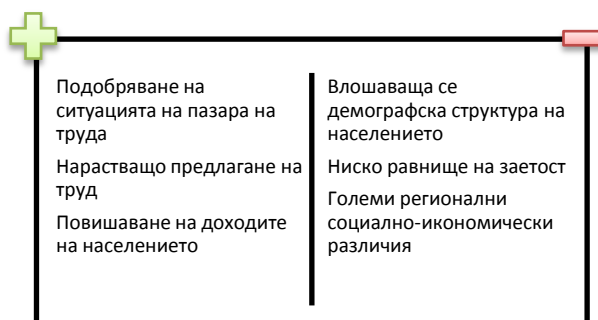 Подобряване на
ситуацията на пазара на
труда
Нарастващо предлагане на
труд
Повишаване на доходите
на населението
Влошаваща се
демографска структура на
населението
Ниско равнище на заетост
Големи регионални
социално-икономически
различия